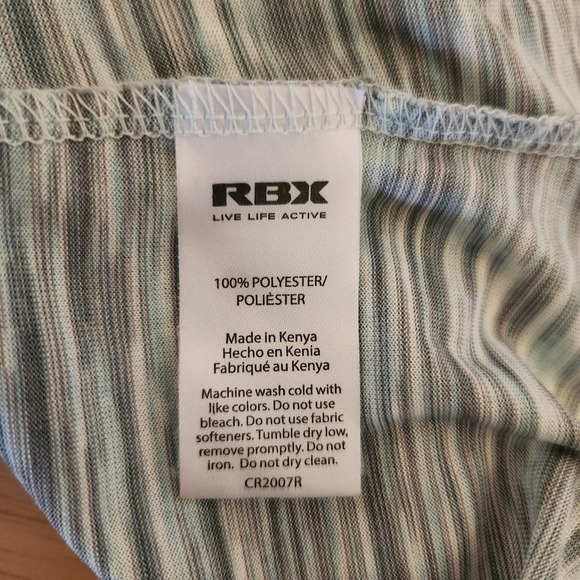 RBX
LIVE LIFE ACTIVE
100% POLYESTER/
POLIÈSTER
Made in Kenya
Hecho en Kenia
Fabriqué au Kenya
Machine wash cold with
like colors. Do not use
bleach. Do not use fabric
softeners. Tumble dry low,
remove promptly. Do not
iron. Do not dry clean.
CR2007R